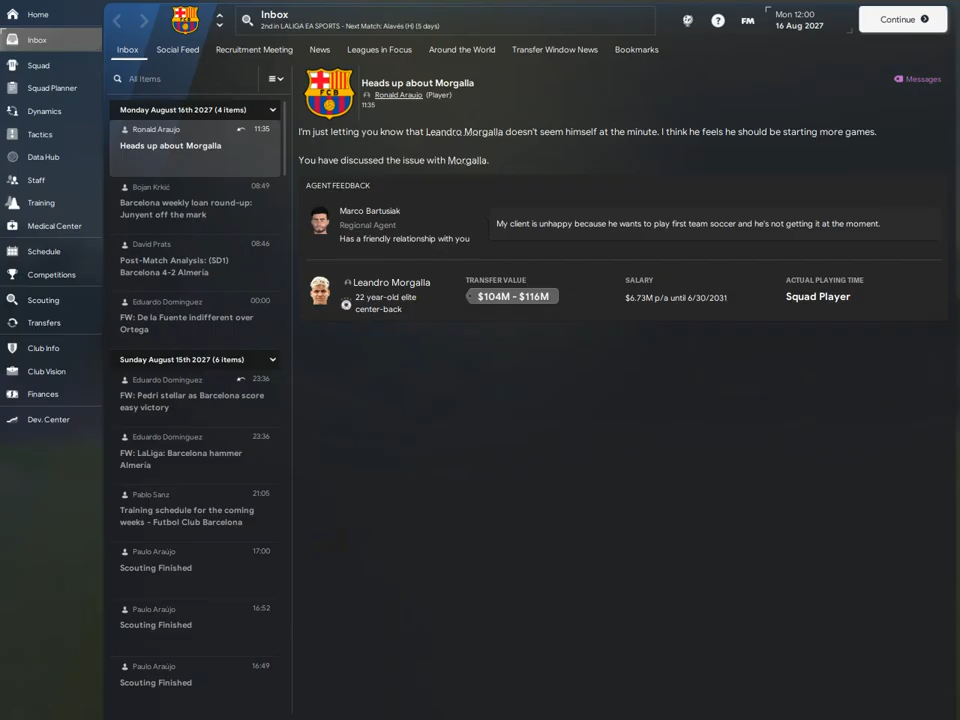 Home
Inbox
Squad
Squad Planner
Dynamics
Tactics
Data Hub
Staff
Training
Medical Center
Schedule
Competitions
Scouting
Transfers
Club Info
Club Vision
Finances
Dev. Center
Inbox
2nd in LALIGA EA SPORTS - Next Match: Alavés (H) (5 days)
?
FM
Mon 12:00
16 Aug 2027
Continue
Inbox
Social Feed
Recruitment Meeting
News
Leagues in Focus
Around the World
Transfer Window News
Bookmarks
All Items
Monday August 16th 2027 (4 items)
Ronald Araujo
11:35
Heads up about Morgalla
Bojan Krkić
08:49
Barcelona weekly loan round-up:
Junyent off the mark
David Prats
08:46
Post-Match Analysis: (SD1)
Barcelona 4-2 Almería
Eduardo Domínguez
00:00
FW: De la Fuente indifferent over
Ortega
Sunday August 15th 2027 (6 items)
Eduardo Domínguez
23:36
FW: Pedri stellar as Barcelona score
easy victory
Eduardo Domínguez
23:36
FW: LaLiga: Barcelona hammer
Almería
Pablo Sanz
21:05
Training schedule for the coming
weeks - Futbol Club Barcelona
Paulo Araújo
17:00
Scouting Finished
Paulo Araújo
16:52
Scouting Finished
Paulo Araújo
16:49
Scouting Finished
FCB
Heads up about Morgalla
Ronald Araujo (Player)
11:35
Messages
I'm just letting you know that Leandro Morgalla doesn't seem himself at the minute. I think he feels he should be starting more games.
You have discussed the issue with Morgalla.
AGENT FEEDBACK
Marco Bartusiak
Regional Agent
Has a friendly relationship with you
My client is unhappy because he wants to play first team soccer and he's not getting it at the moment.
Leandro Morgalla
22 year-old elite
center-back
TRANSFER VALUE
$104M - $116M
SALARY
$6.73M p/a until 6/30/2031
ACTUAL PLAYING TIME
Squad Player